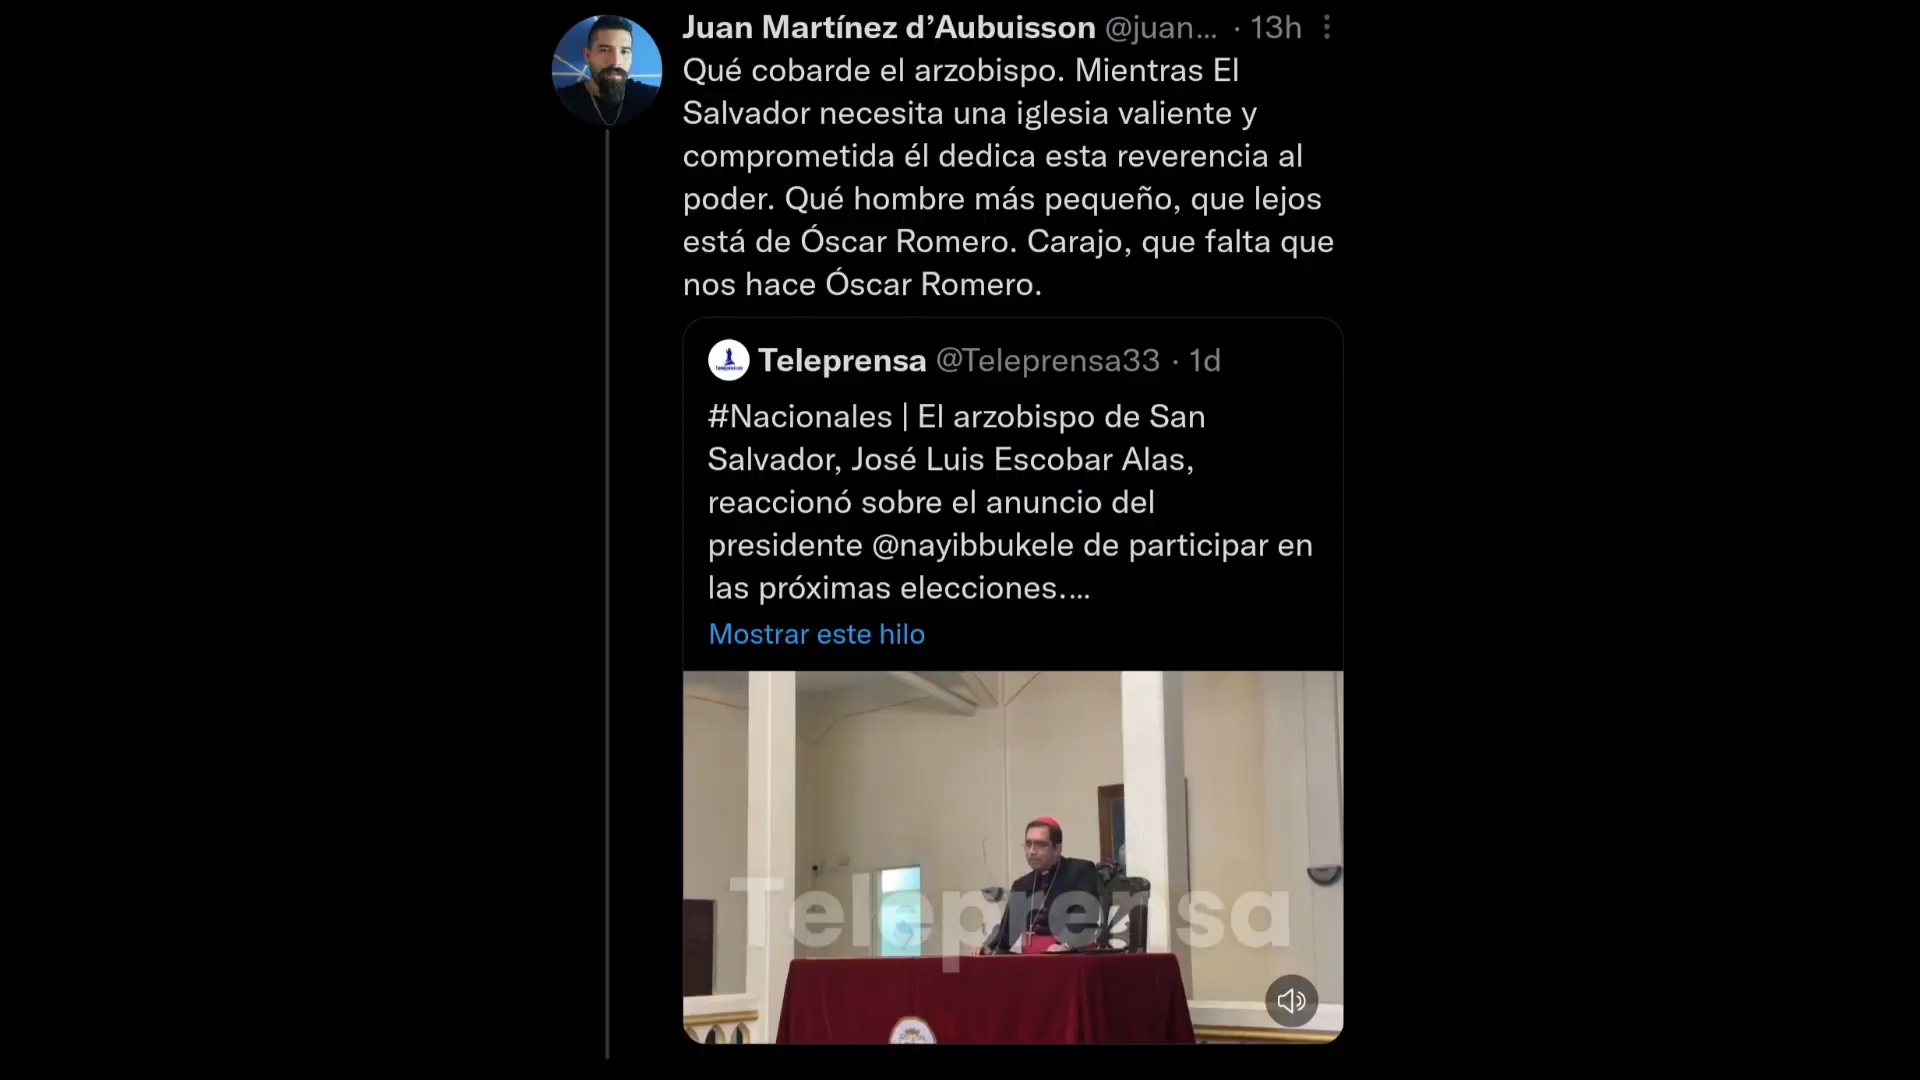 Juan Martínez d’Aubuisson @juan... · 13h
Qué cobarde el arzobispo. Mientras El
Salvador necesita una iglesia valiente y
comprometida él dedica esta reverencia al
poder. Qué hombre más pequeño, que lejos
está de Óscar Romero. Carajo, que falta que
nos hace Óscar Romero.
Teleprensa @Teleprensa33 · 1d
#Nacionales | El arzobispo de San
Salvador, José Luis Escobar Alas,
reaccionó sobre el anuncio del
presidente @nayibbukele de participar en
las próximas elecciones....
Mostrar este hilo
Teleprensa